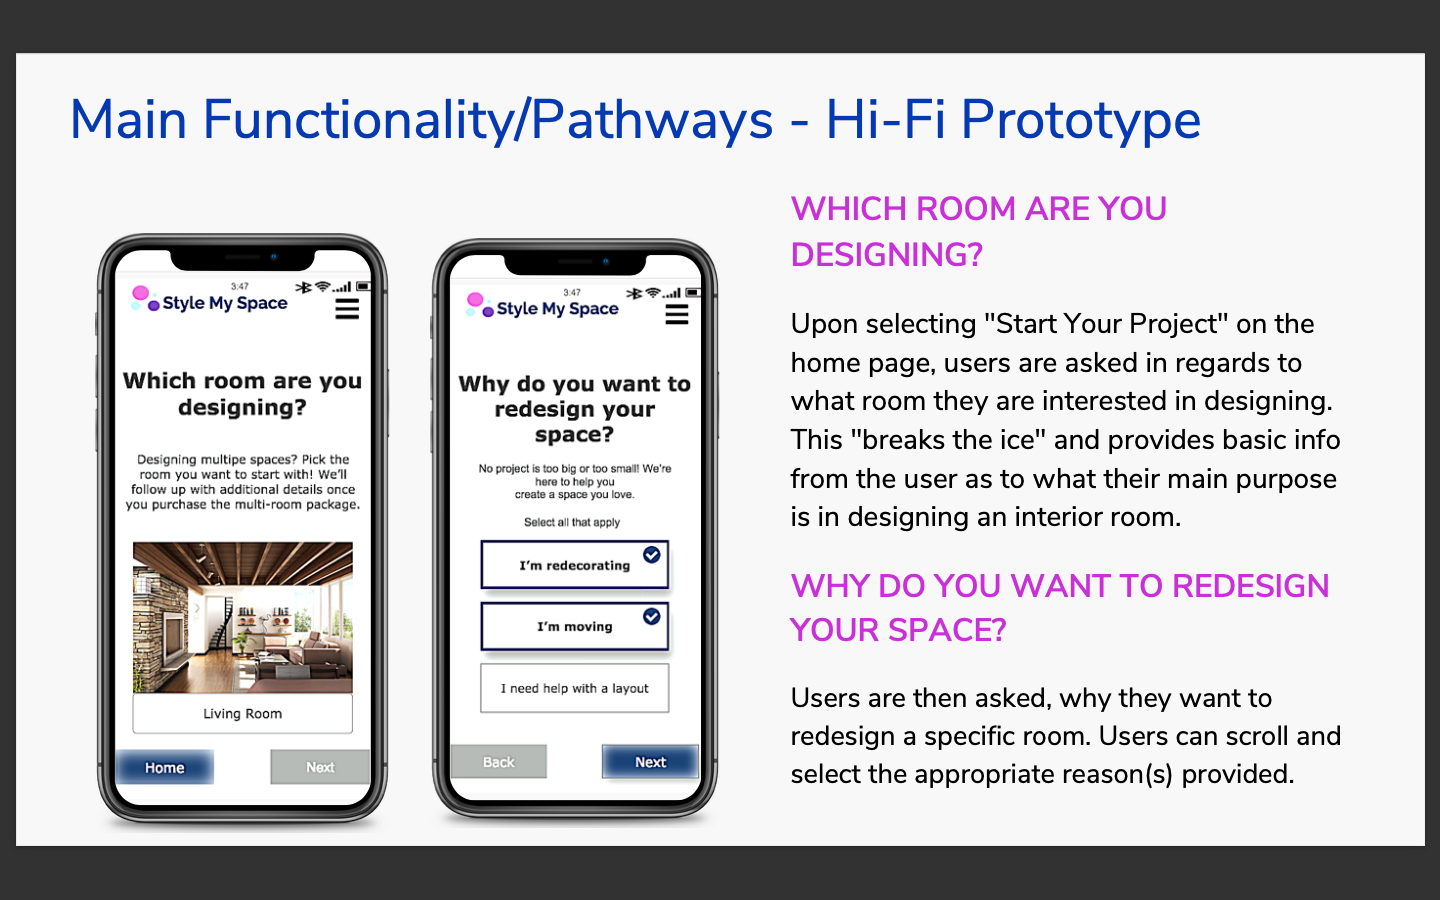 Main Functionality/Pathways - Hi-Fi Prototype
3:47
Style My Space
Which room are you
designing?
Designing multipe spaces? Pick the
room you want to start with! We'll
follow up with additional details once
you purchase the multi-room package.
Living Room
Home
Next
3:47
Style My Space
Why do you want to
redesign your
space?
No project is too big or too small! We're
here to help you
create a space you love.
Select all that apply
I'm redecorating
I'm moving
I need help with a layout
Back
Next
WHICH ROOM ARE YOU
DESIGNING?
Upon selecting "Start Your Project" on the
home page, users are asked in regards to
what room they are interested in designing.
This "breaks the ice" and provides basic info
from the user as to what their main purpose
is in designing an interior room.
WHY DO YOU WANT TO REDESIGN
YOUR SPACE?
Users are then asked, why they want to
redesign a specific room. Users can scroll and
select the appropriate reason(s) provided.